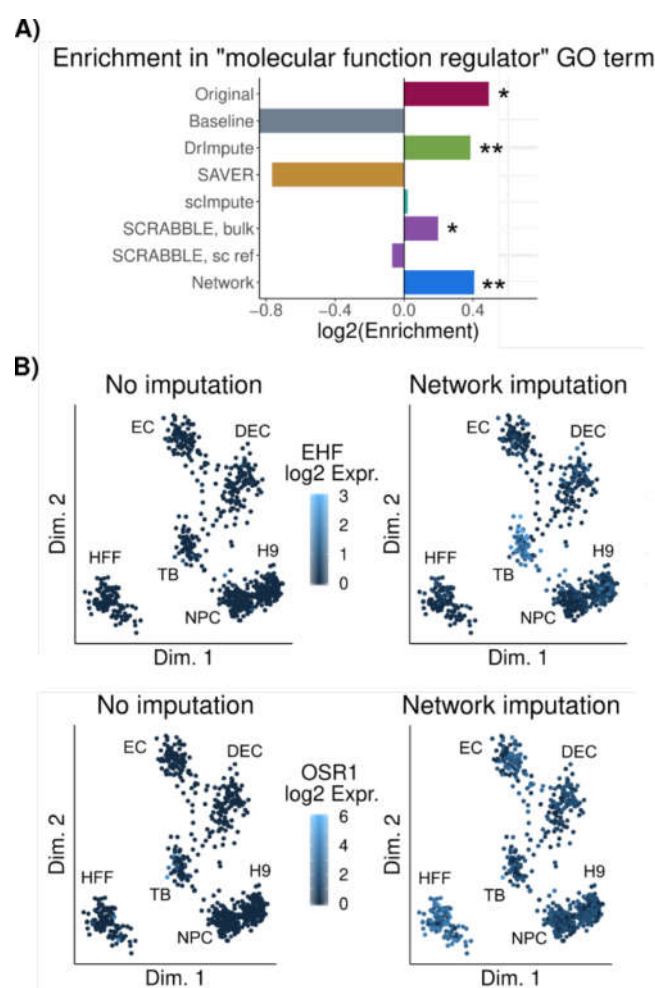 A)
Enrichment in "molecular function regulator" GO term
Original
*
Baseline
DrImpute
**
SAVER
scImpute
SCRABBLE, bulk
*
SCRABBLE, sc ref
Network
**
−0.8 −0.4 0.0 0.4
log2(Enrichment)
B)
No imputation
Network imputation
EC
DEC
HFF
TB
H9
NPC
Dim. 2
Dim. 1
EHF
log2 Expr.
3
2
1
0
EC
DEC
HFF
TB
H9
NPC
Dim. 2
Dim. 1
No imputation
Network imputation
EC
DEC
HFF
TB
H9
NPC
Dim. 2
Dim. 1
OSR1
log2 Expr.
6
4
2
0
EC
DEC
HFF
TB
H9
NPC
Dim. 2
Dim. 1